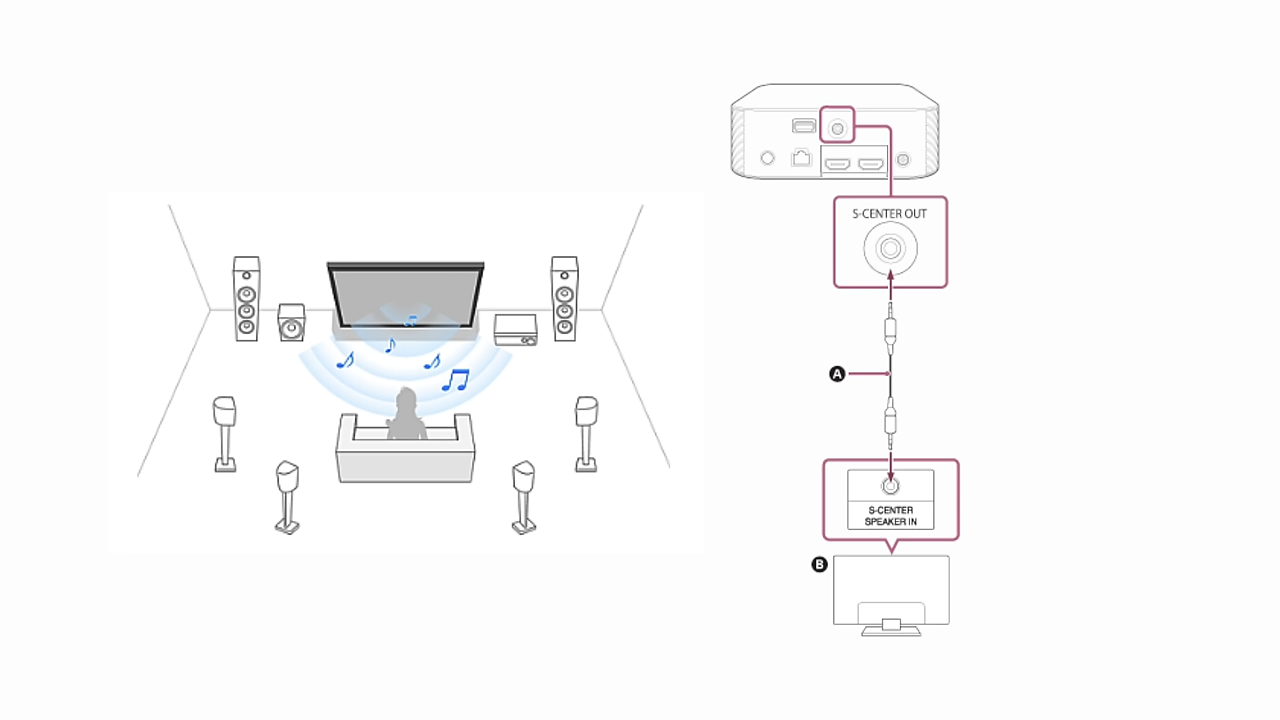 S-CENTER OUT
A
S-CENTER
SPEAKER IN
B